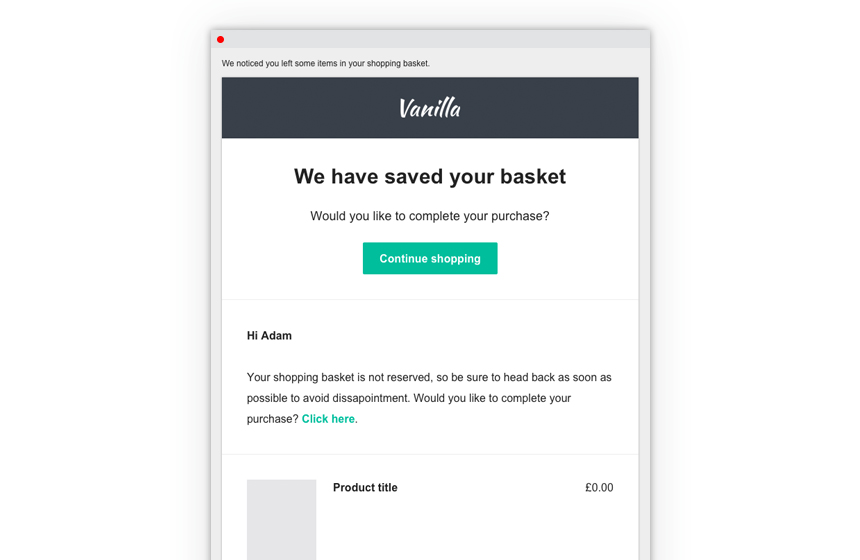 We noticed you left some items in your shopping basket.
Vanilla
We have saved your basket
Would you like to complete your purchase?
Continue shopping
Hi Adam
Your shopping basket is not reserved, so be sure to head back as soon as
possible to avoid dissapointment. Would you like to complete your
purchase? Click here.
Product title £0.00